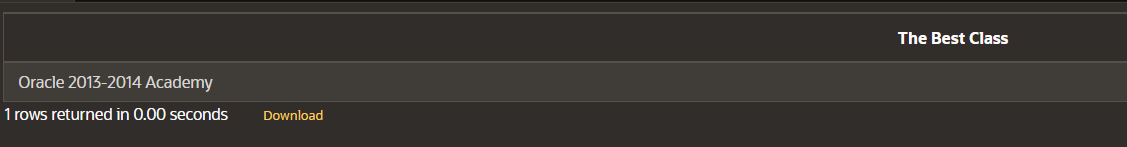 The Best Class
Oracle 2013-2014 Academy
1 rows returned in 0.00 seconds Download